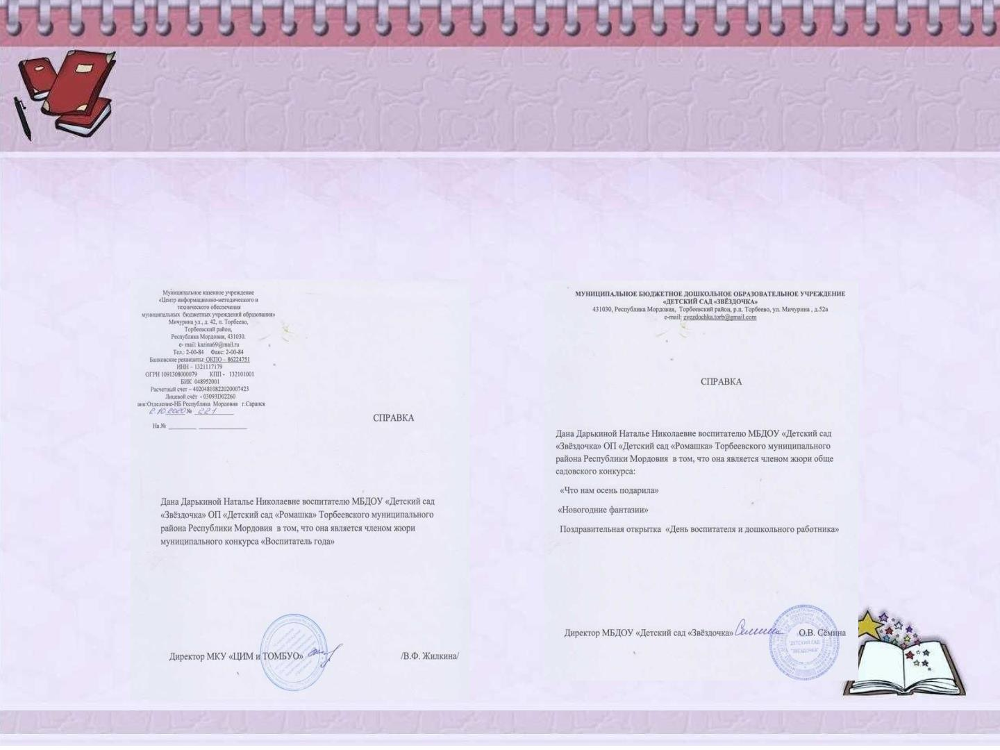 Муниципальное казенное учреждение
«Центр информационно-методического и
технического обеспечения
муниципальных бюджетных учреждений образования»
Мичурина ул., д. 42, п. Торбеево,
Торбеевский район,
Республика Мордовия, 431030.
е- mail: kazina69@mail.ru
Тел.: 2-00-84 Факс: 2-00-84
Банковские реквизиты: ОКПО – 86224751
ИНН – 1321117179
ОГРН 1091308000079 КПП - 132101001
БИК 048952001
Расчетный счет – 40204810822020007423
Лицевой счёт - 03093D02260
анк:Отделение-НБ Республика Мордовия г.Саранск
2.10.2020 № 221
На № _________ _______________
СПРАВКА
Дана Дарькиной Наталье Николаевне воспитателю МБДОУ «Детский сад
«Звёздочка» ОП «Детский сад «Ромашка» Торбеевского муниципального
района Республики Мордовия в том, что она является членом жюри
муниципального конкурса «Воспитатель года»
Директор МКУ «ЦИМ и ТОМБУО» /В.Ф. Жилкина/
МУНИЦИПАЛЬНОЕ БЮДЖЕТНОЕ ДОШКОЛЬНОЕ ОБРАЗОВАТЕЛЬНОЕ УЧРЕЖДЕНИЕ
«ДЕТСКИЙ САД «ЗВЁЗДОЧКА»
431030, Республика Мордовия, Торбеевский район, р.п. Торбеево, ул. Мичурина , д.52а
e-mail: zvezdochka.torb@gmail.com
СПРАВКА
Дана Дарькиной Наталье Николаевне воспитателю МБДОУ «Детский сад
«Звёздочка» ОП «Детский сад «Ромашка» Торбеевского муниципального
района Республики Мордовия в том, что она является членом жюри обще
садовского конкурса:
«Что нам осень подарила»
«Новогодние фантазии»
Поздравительная открытка «День воспитателя и дошкольного работника»
Директор МБДОУ «Детский сад «Звёздочка» О.В. Сёмина
"ДЕТСКИЙ САД
"ЗВЁЗДОЧКА"